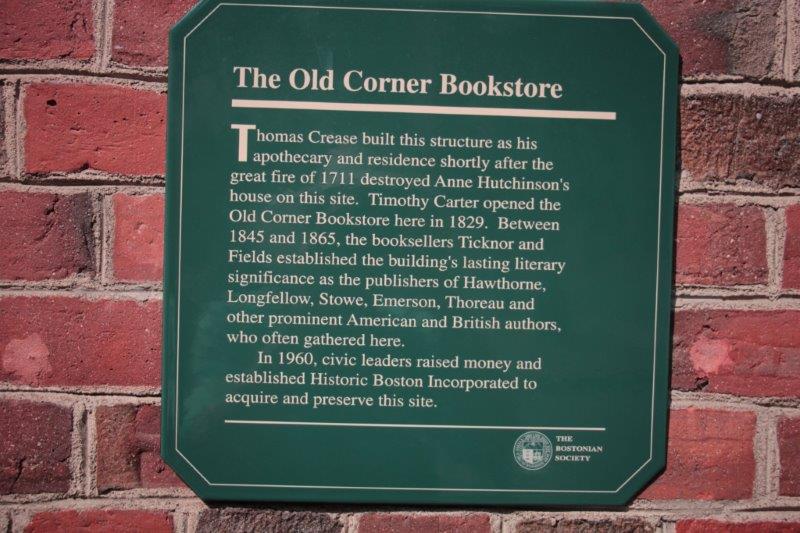 The Old Corner Bookstore
Thomas Crease built this structure as his
apothecary and residence shortly after the
great fire of 1711 destroyed Anne Hutchinson's
house on this site. Timothy Carter opened the
Old Corner Bookstore here in 1829. Between
1845 and 1865, the booksellers Ticknor and
Fields established the building's lasting literary
significance as the publishers of Hawthorne,
Longfellow, Stowe, Emerson, Thoreau and
other prominent American and British authors,
who often gathered here.
In 1960, civic leaders raised money and
established Historic Boston Incorporated to
acquire and preserve this site.
THE
BOSTONIAN
SOCIETY